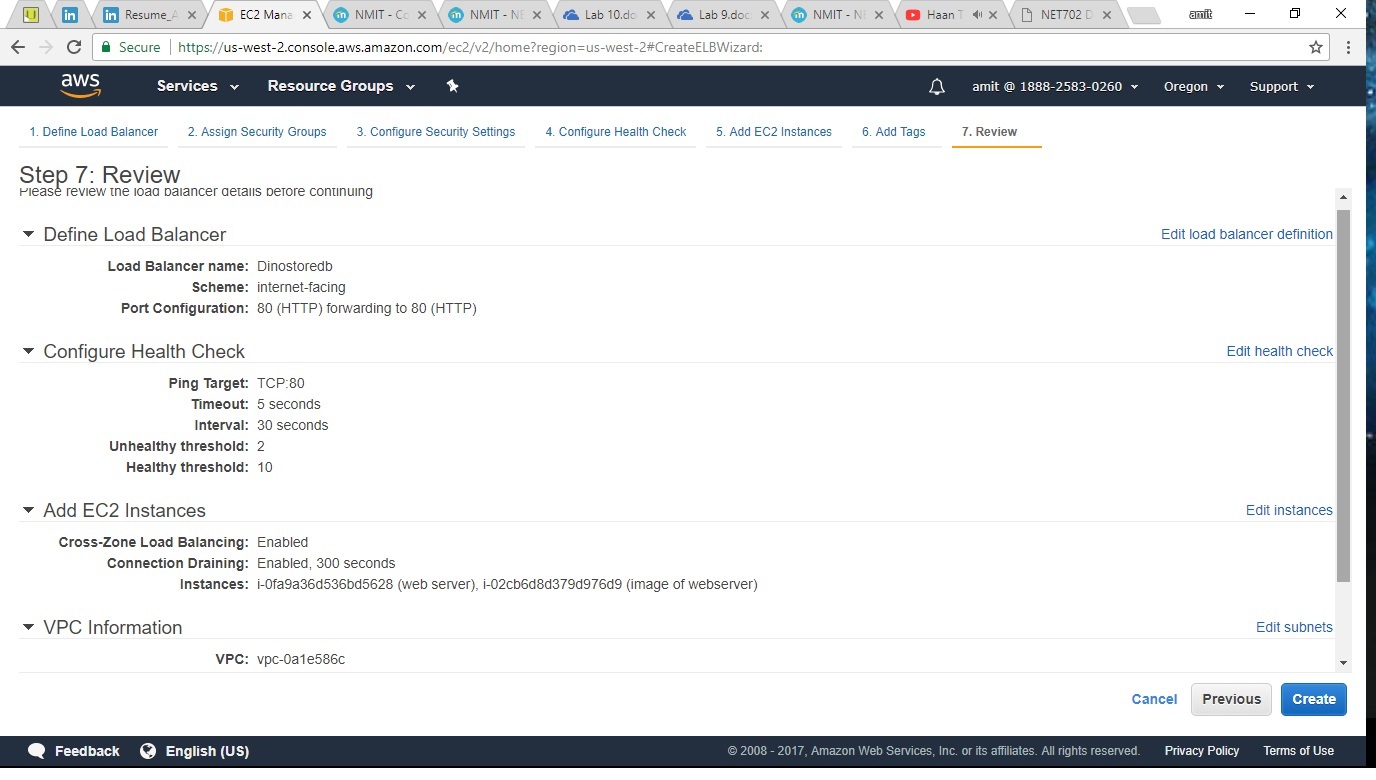 Resume_A
EC2 Mana
NMIT - Co
NMIT - NE
Lab 10.do
Lab 9.doc
NMIT - NE
Haan T
NET702 D
amit
Secure | https://us-west-2.console.aws.amazon.com/ec2/v2/home?region=us-west-2#CreateELBWizard:
aws Services Resource Groups amit @ 1888-2583-0260 Oregon Support
1. Define Load Balancer 2. Assign Security Groups 3. Configure Security Settings 4. Configure Health Check 5. Add EC2 Instances 6. Add Tags 7. Review
Step 7: Review
Please review the load balancer details before continuing
Define Load Balancer Edit load balancer definition
Load Balancer name: Dinostoredb
Scheme: internet-facing
Port Configuration: 80 (HTTP) forwarding to 80 (HTTP)
Configure Health Check Edit health check
Ping Target: TCP:80
Timeout: 5 seconds
Interval: 30 seconds
Unhealthy threshold: 2
Healthy threshold: 10
Add EC2 Instances Edit instances
Cross-Zone Load Balancing: Enabled
Connection Draining: Enabled, 300 seconds
Instances: i-0fa9a36d536bd5628 (web server), i-02cb6d8d379d976d9 (image of webserver)
VPC Information Edit subnets
VPC: vpc-0a1e586c
Cancel Previous Create
Feedback English (US) © 2008 - 2017, Amazon Web Services, Inc. or its affiliates. All rights reserved. Privacy Policy Terms of Use